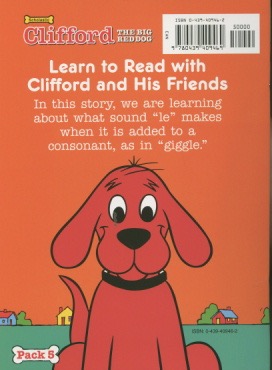 SCHOLASTIC
Clifford THE BIG RED DOG
ISBN 0-439-40946-2
50000
9 780439 409469
Learn to Read with
Clifford and His Friends
In this story, we are learning
about what sound “le” makes
when it is added to a
consonant, as in “giggle.”
ISBN: 0-439-40946-2
Pack 5